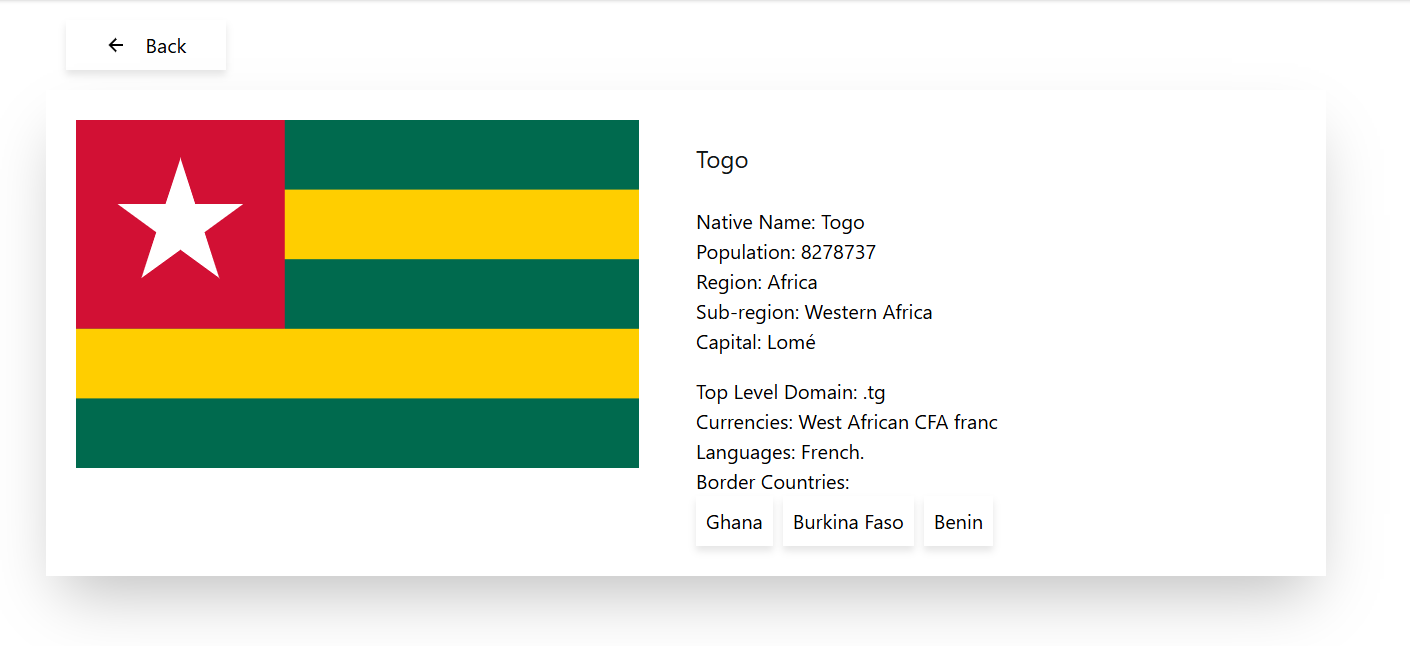 Back
Togo
Native Name: Togo
Population: 8278737
Region: Africa
Sub-region: Western Africa
Capital: Lomé
Top Level Domain: .tg
Currencies: West African CFA franc
Languages: French.
Border Countries:
Ghana Burkina Faso Benin